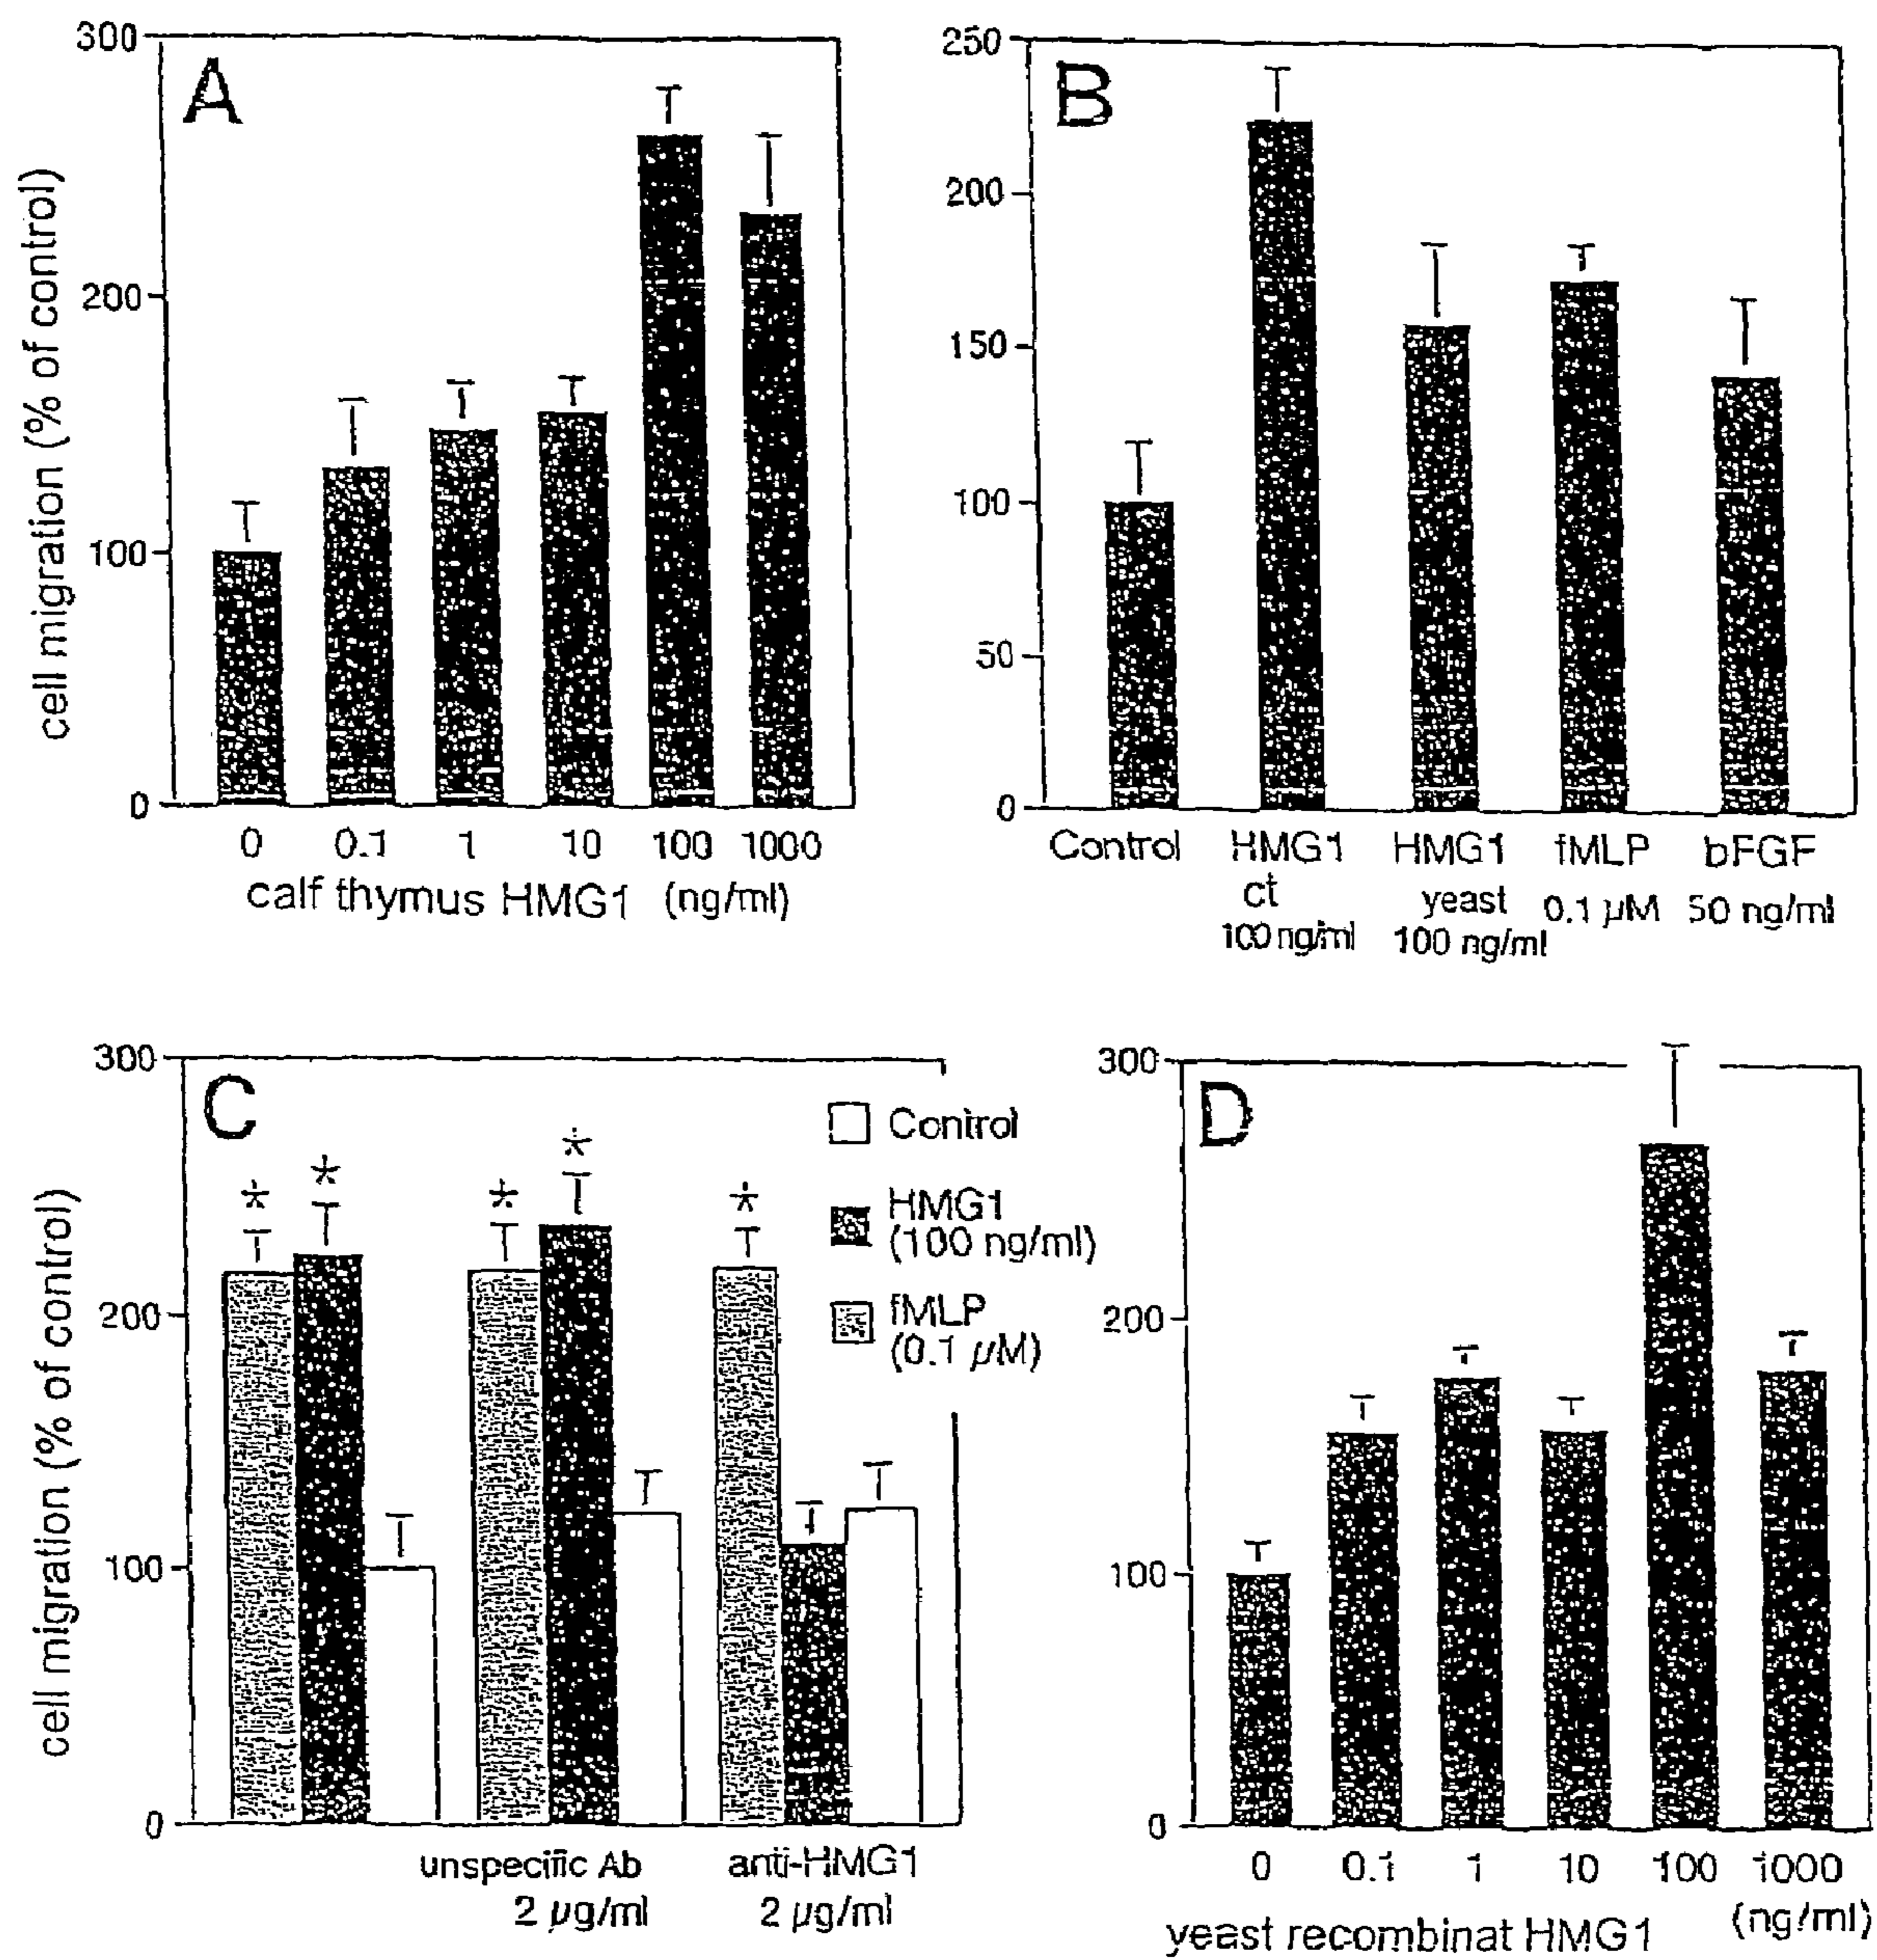 300
A
200
100
0
cell migration (% of control)
0 0.1 1 10 100 1000
calf thymus HMG1 (ng/ml)
250
B
200
150
100
50
0
Control HMG1 HMG1 fMLP bFGF
ct yeast 0.1 µM 50 ng/ml
100 ng/ml 100 ng/ml
300
C
200
100
0
cell migration (% of control)
* * * * *
Control
HMG1
(100 ng/ml)
fMLP
(0.1 µM)
unspecific Ab anti-HMG1
2 µg/ml 2 µg/ml
300
D
200
100
0
0 0.1 1 10 100 1000
yeast recombinat HMG1 (ng/ml)